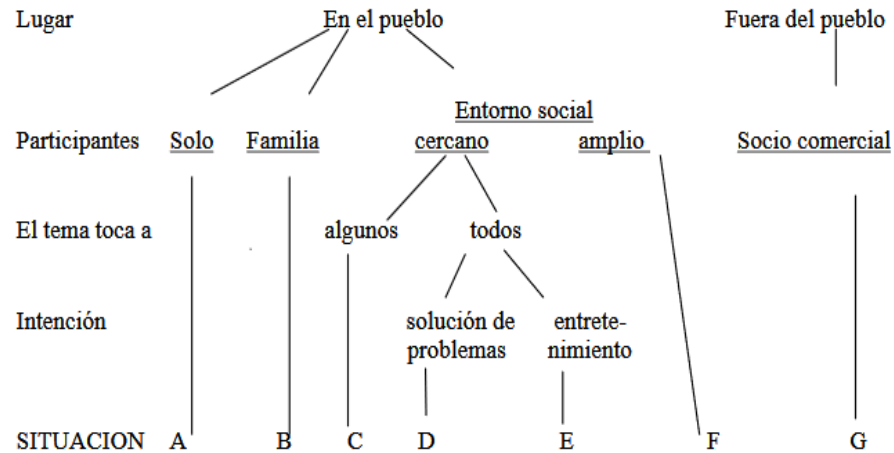 Lugar En el pueblo Fuera del pueblo
Entorno social
Participantes Solo Familia cercano amplio Socio comercial
El tema toca a algunos todos
Intención solución de entrete-
problemas nimiento
SITUACION A B C D E F G